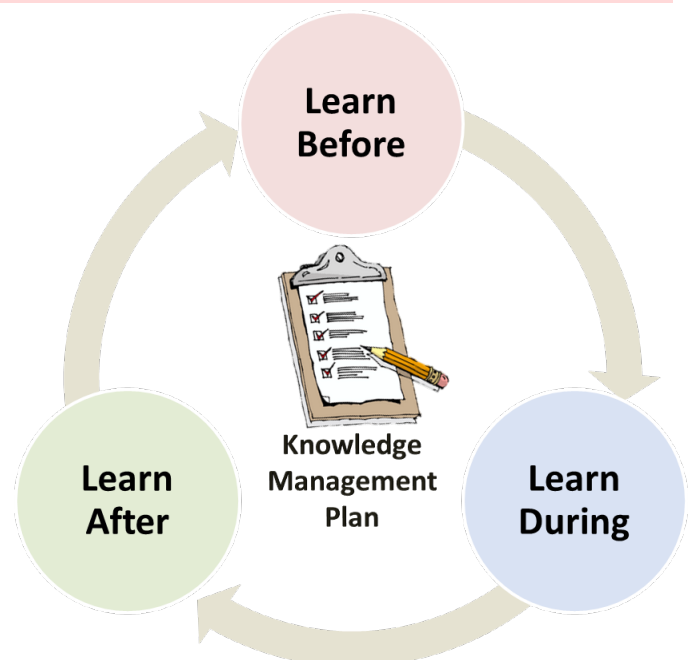 Learn
Before
Knowledge
Management
Plan
Learn
After
Learn
During